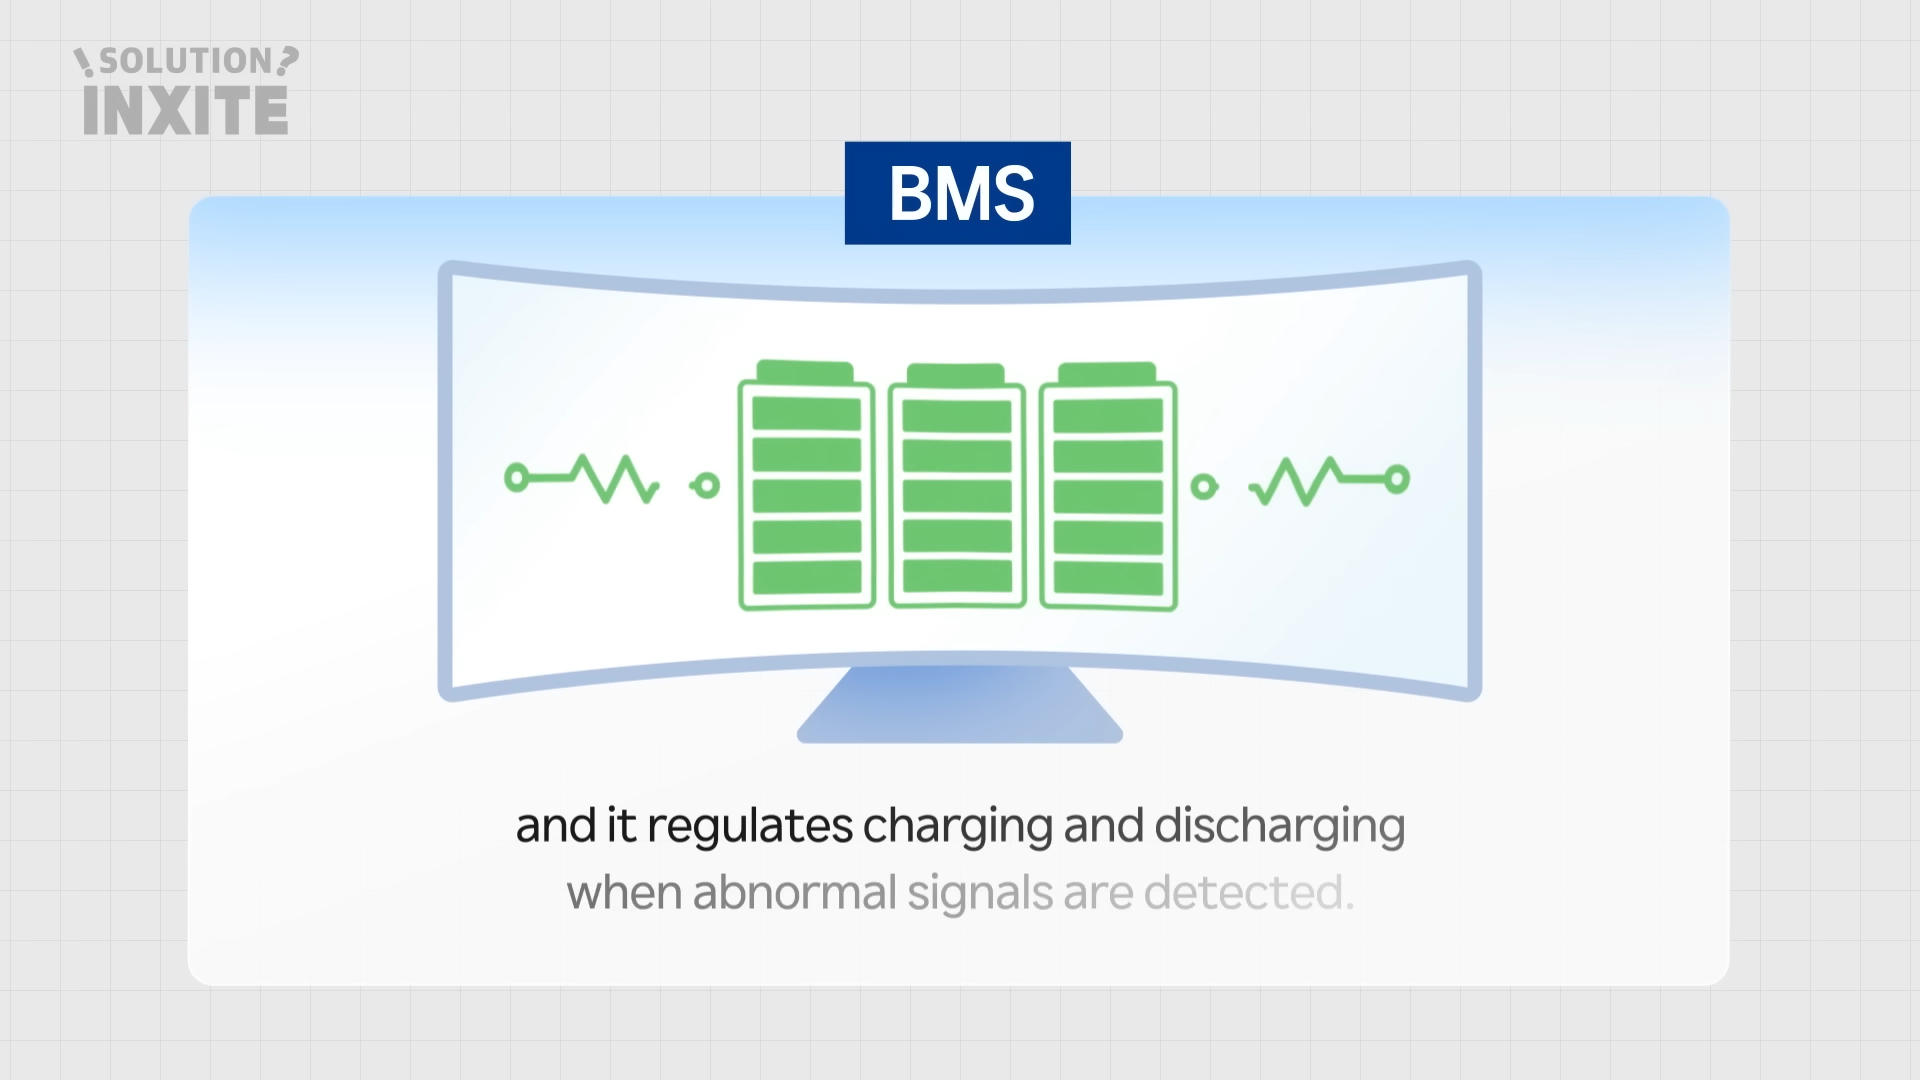 !SOLUTION?
INXITE
BMS
and it regulates charging and discharging
when abnormal signals are detected.